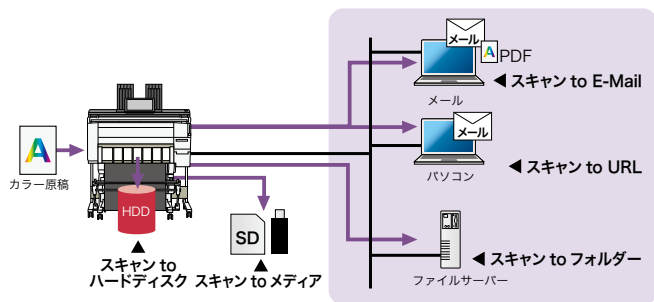 A
カラー原稿
HDD
スキャン to
ハードディスク
SD
スキャン to メディア
メール
A
PDF
スキャン to E-Mail
メール
メール
スキャン to URL
パソコン
スキャン to フォルダー
ファイルサーバー